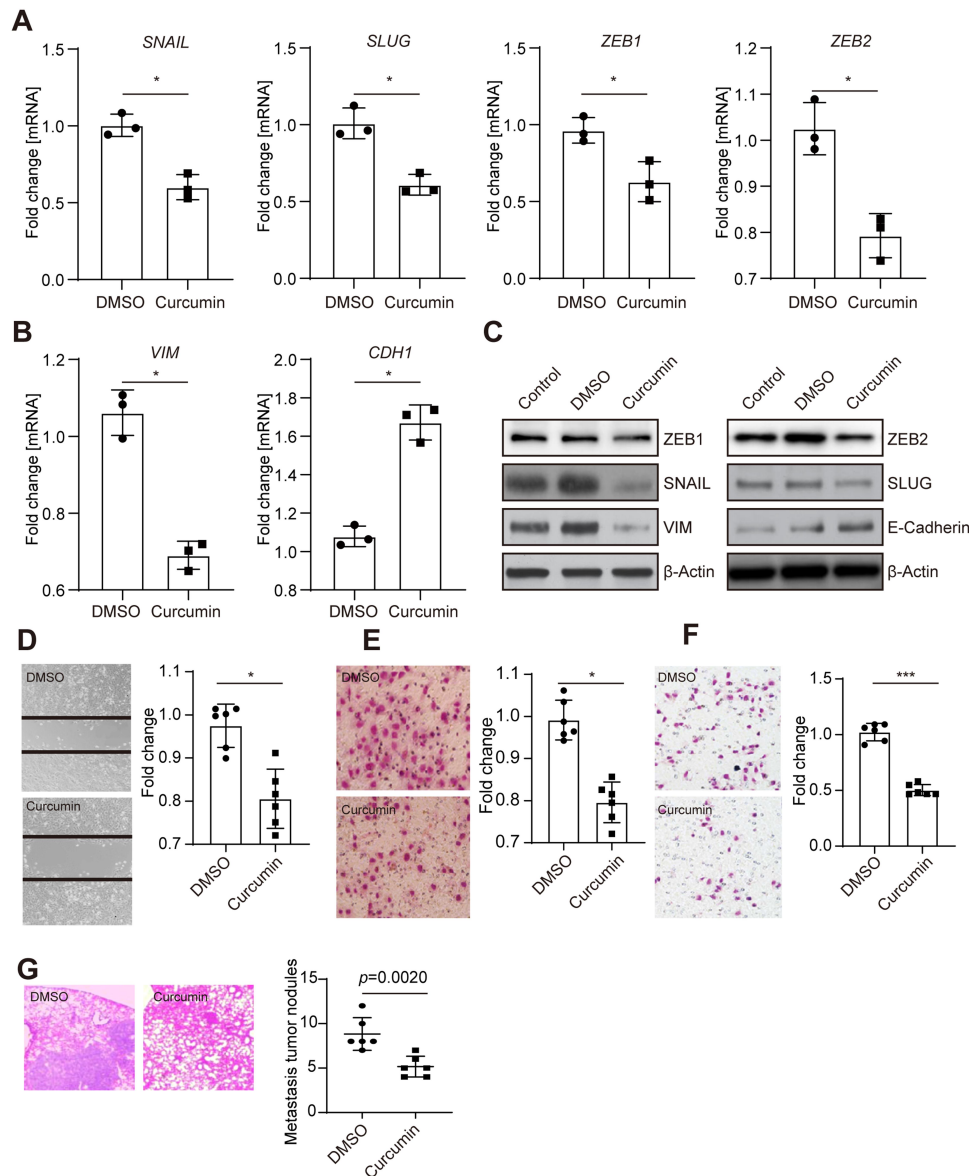 A
SNAIL
Fold change [mRNA]
1.5
1.0
0.5
0.0
*
DMSO Curcumin
SLUG
Fold change [mRNA]
1.5
1.0
0.5
0.0
*
DMSO Curcumin
ZEB1
Fold change [mRNA]
1.5
1.0
0.5
0.0
*
DMSO Curcumin
ZEB2
Fold change [mRNA]
1.2
1.1
1.0
0.9
0.8
0.7
*
DMSO Curcumin
B
VIM
Fold change [mRNA]
1.2
1.0
0.8
0.6
*
DMSO Curcumin
CDH1
Fold change [mRNA]
2.0
1.8
1.6
1.4
1.2
1.0
0.8
*
DMSO Curcumin
C
Control DMSO Curcumin
ZEB1
SNAIL
VIM
β-Actin
Control DMSO Curcumin
ZEB2
SLUG
E-Cadherin
β-Actin
D
DMSO
Curcumin
Fold change
1.1
1.0
0.9
0.8
0.7
*
DMSO
Curcumin
E
DMSO
Curcumin
Fold change
1.1
1.0
0.9
0.8
0.7
*
DMSO
Curcumin
F
DMSO
Curcumin
Fold change
1.5
1.0
0.5
0.0
***
DMSO
Curcumin
G
DMSO
Curcumin
Metastasis tumor nodules
15
10
5
0
p=0.0020
DMSO
Curcumin